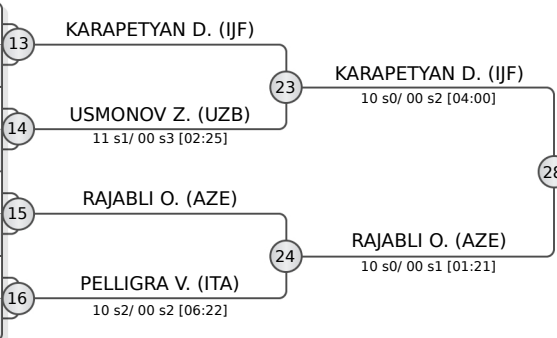 13
KARAPETYAN D. (IJF)
23
KARAPETYAN D. (IJF)
10 s0/ 00 s2 [04:00]
14
USMONOV Z. (UZB)
11 s1/ 00 s3 [02:25]
28
15
RAJABLI O. (AZE)
24
RAJABLI O. (AZE)
10 s0/ 00 s1 [01:21]
16
PELLIGRA V. (ITA)
10 s2/ 00 s2 [06:22]